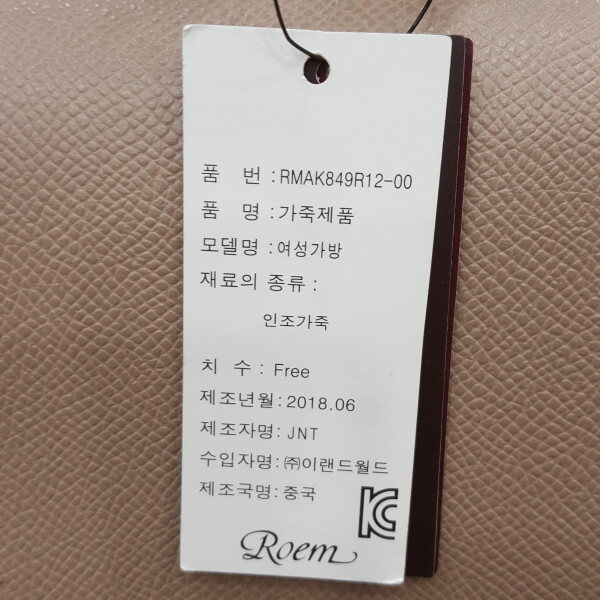 품 번 : RMAK849R12-00
품 명 : 가죽제품
모델명 : 여성가방
재료의 종류 :
인조가죽
치 수 : Free
제조년월 : 2018.06
제조자명 : JNT
수입자명 : ㈜이랜드월드
제조국명 : 중국
KC
Roem